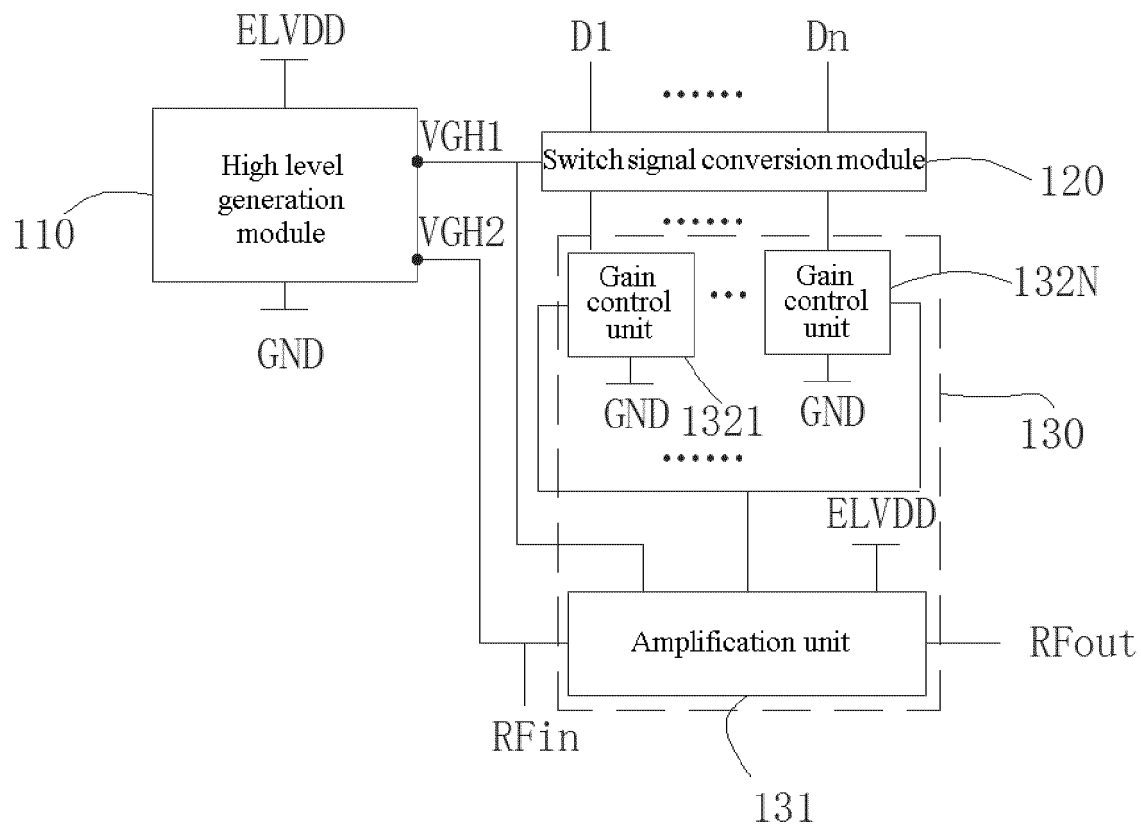 ELVDD
D1
Dn
......
VGH1
High level
generation
module
Switch signal conversion module
120
110
VGH2
......
Gain
control
unit
...
Gain
control
unit
132N
GND
GND
1321
GND
130
......
ELVDD
Amplification unit
RFout
RFin
131